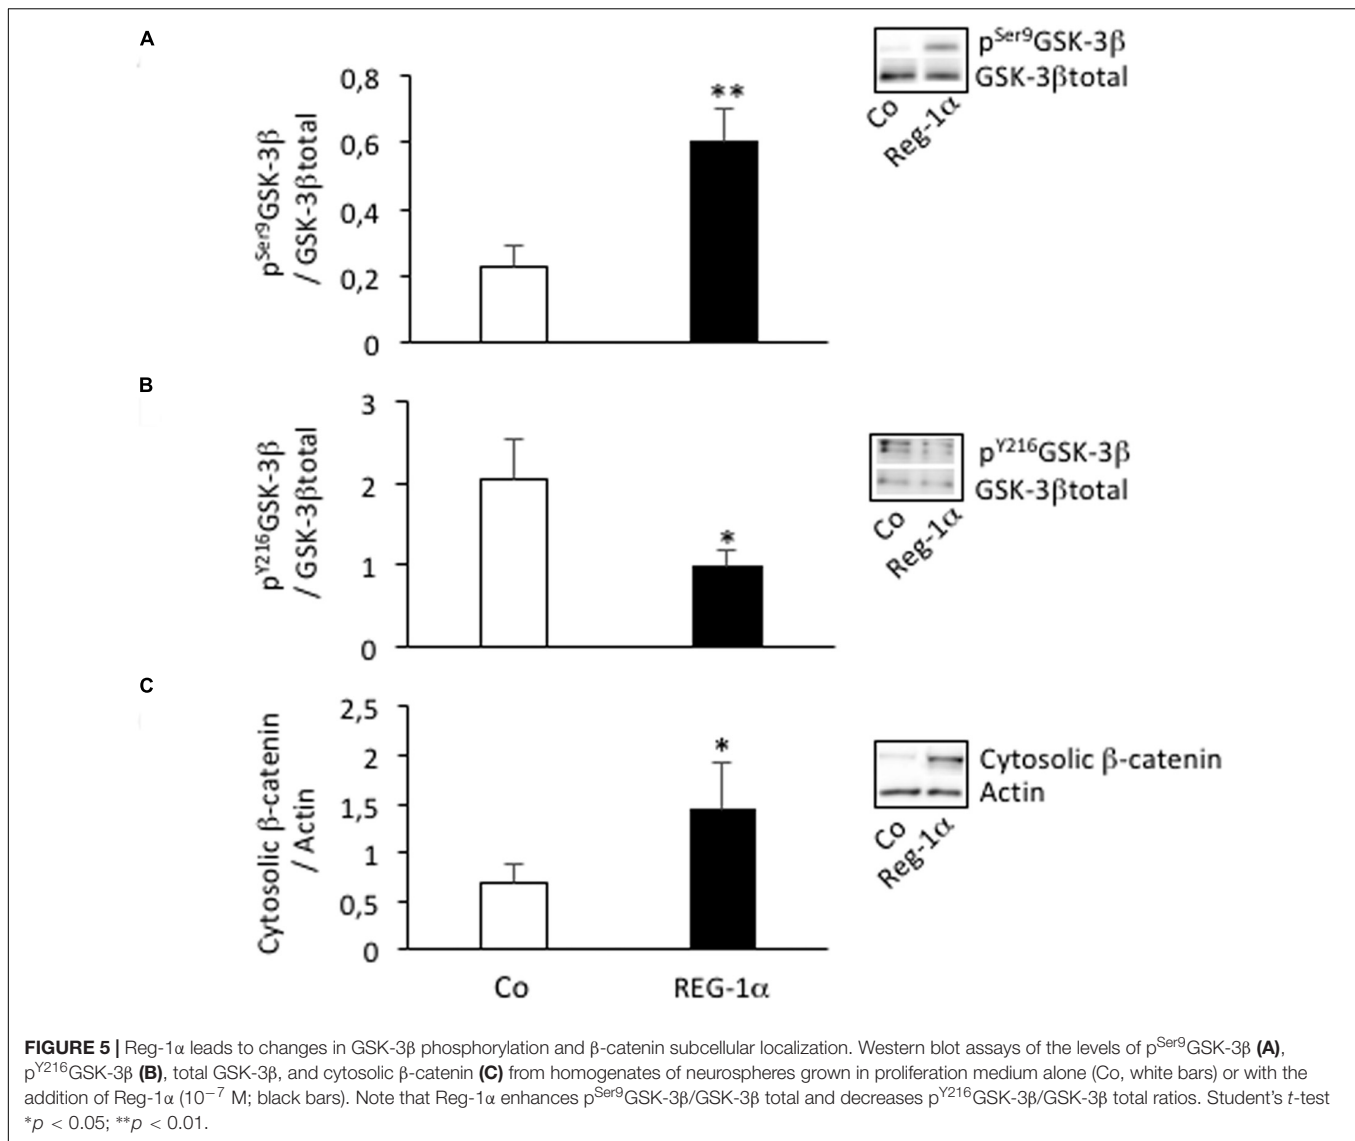 A
pSer9GSK-3β
/ GSK-3βtotal
0,8
0,6
0,4
0,2
0
**
pSer9GSK-3β
GSK-3βtotal
Co
Reg-1α
B
pY216GSK-3β
/ GSK-3βtotal
3
2
1
0
*
pY216GSK-3β
GSK-3βtotal
Co
Reg-1α
C
Cytosolic β-catenin
/ Actin
2,5
2
1,5
1
0,5
0
*
Cytosolic β-catenin
Actin
Co
Reg-1α
Co
REG-1α
FIGURE 5 | Reg-1α leads to changes in GSK-3β phosphorylation and β-catenin subcellular localization. Western blot assays of the levels of pSer9GSK-3β (A),
pY216GSK-3β (B), total GSK-3β, and cytosolic β-catenin (C) from homogenates of neurospheres grown in proliferation medium alone (Co, white bars) or with the
addition of Reg-1α (10−7 M; black bars). Note that Reg-1α enhances pSer9GSK-3β/GSK-3β total and decreases pY216GSK-3β/GSK-3β total ratios. Student's t-test
*p < 0.05; **p < 0.01.